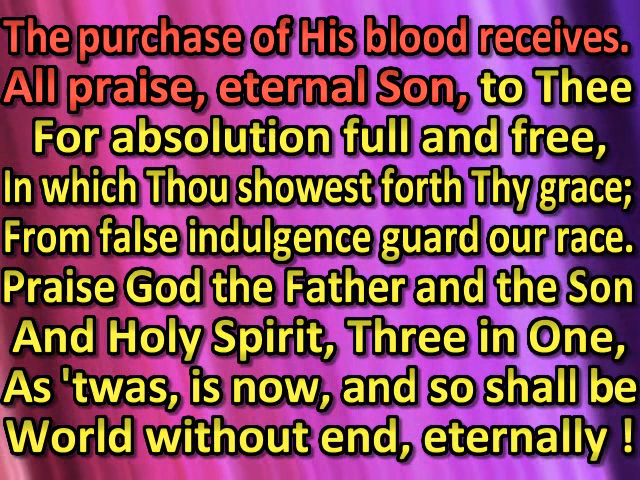 The purchase of His blood receives.
All praise, eternal Son, to Thee
For absolution full and free,
In which Thou showest forth Thy grace;
From false indulgence guard our race.
Praise God the Father and the Son
And Holy Spirit, Three in One,
As 'twas, is now, and so shall be
World without end, eternally !